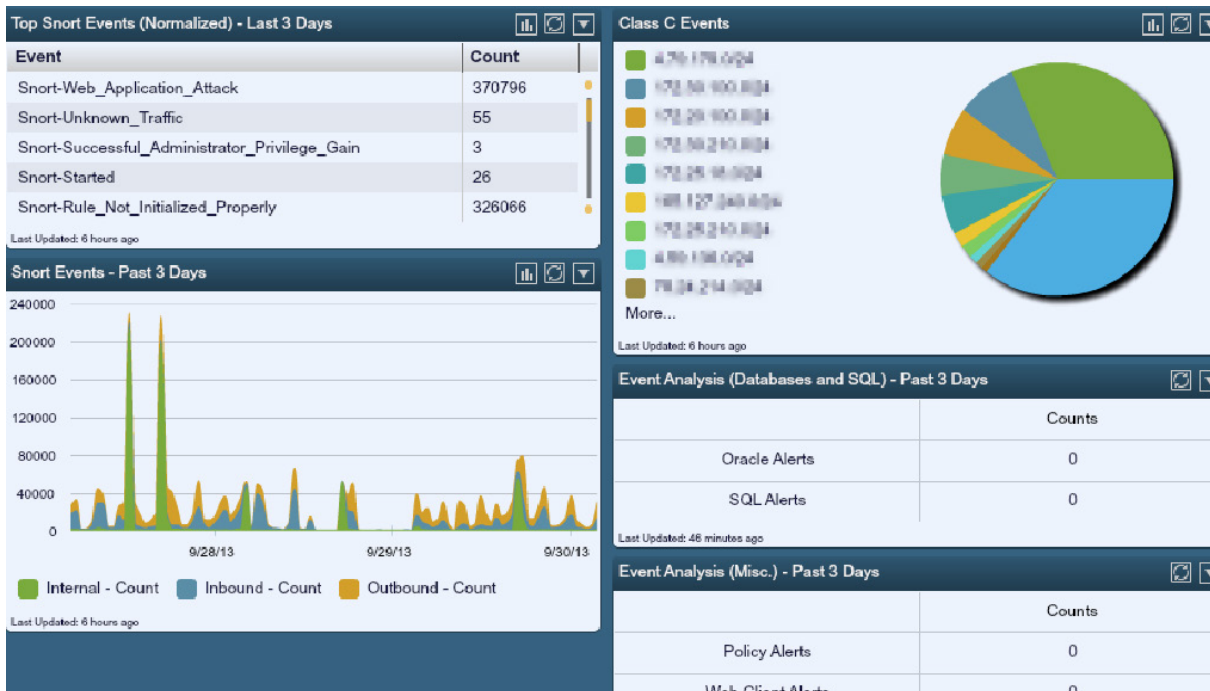 Top Snort Events (Normalized) - Last 3 Days
Event Count
Snort-Web_Application_Attack 370796
Snort-Unknown_Traffic 55
Snort-Successful_Administrator_Privilege_Gain 3
Snort-Started 26
Snort-Rule_Not_Initialized_Properly 326066
Last Updated: 6 hours ago
Snort Events - Past 3 Days
240000
200000
160000
120000
80000
40000
0
9/28/13 9/29/13 9/30/13
Internal - Count Inbound - Count Outbound - Count
Last Updated: 6 hours ago
Class C Events
More...
Last Updated: 6 hours ago
Event Analysis (Databases and SQL) - Past 3 Days
Counts
Oracle Alerts 0
SQL Alerts 0
Last Updated: 46 minutes ago
Event Analysis (Misc.) - Past 3 Days
Counts
Policy Alerts 0
Web Client Alerts 0